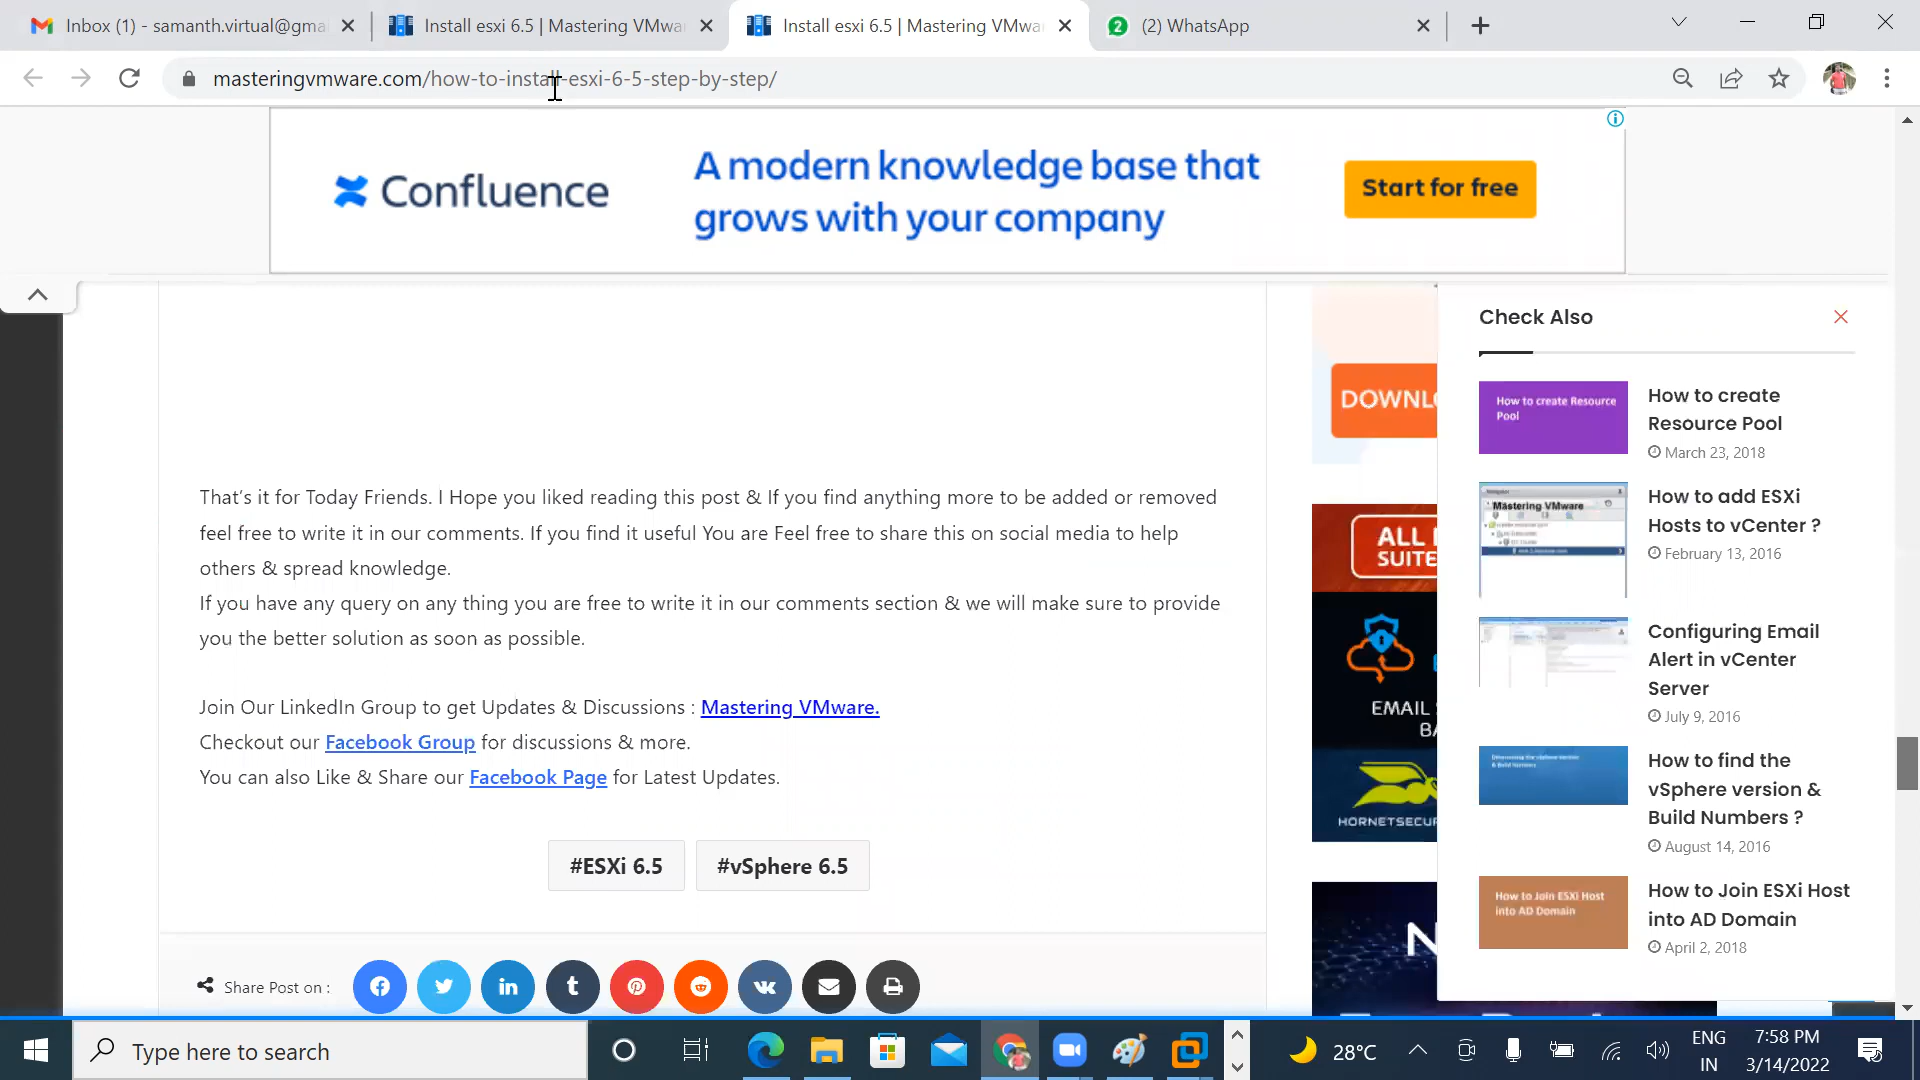 Inbox (1) - samanth.virtual@gma
Install esxi 6.5 | Mastering VMwa
Install esxi 6.5 | Mastering VMwa
2
(2) WhatsApp
masteringvmware.com/how-to-install-esxi-6-5-step-by-step/
Confluence
A modern knowledge base that
grows with your company
Start for free
Check Also
How to create Resource
Pool
How to create
Resource Pool
March 23, 2018
Mastering VMware
How to add ESXi
Hosts to vCenter ?
February 13, 2016
Configuring Email
Alert in vCenter
Server
July 9, 2016
How to find the
vSphere version &
Build Numbers ?
August 14, 2016
How to Join ESXi Host
into AD Domain
How to Join ESXi Host
into AD Domain
April 2, 2018
DOWNL
ALL
SUITE
EMAIL
BA
HORNETSECUR
N
That's it for Today Friends. I Hope you liked reading this post & If you find anything more to be added or removed
feel free to write it in our comments. If you find it useful You are Feel free to share this on social media to help
others & spread knowledge.
If you have any query on any thing you are free to write it in our comments section & we will make sure to provide
you the better solution as soon as possible.
Join Our LinkedIn Group to get Updates & Discussions : Mastering VMware.
Checkout our Facebook Group for discussions & more.
You can also Like & Share our Facebook Page for Latest Updates.
#ESXi 6.5
#vSphere 6.5
Share Post on :
Type here to search
28°C
ENG
IN
7:58 PM
3/14/2022